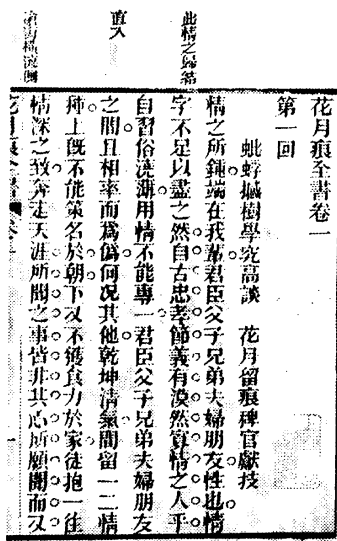 花月痕全書卷一
第一回
蚍蜉撼樹學究高談 花月留痕稗官獻技
情之所鍾端在我輩君臣父子兄弟夫婦朋友性也情
字不足以盡之然自古忠孝節義有漠然寡情之人乎
自習俗澆漓用情不能專一君臣父子兄弟夫婦朋友
之間且相率而為偽何況其他乾坤清氣間留一二情
種上既不能策名於朝下又不獲食力於家徒抱一往
情深之致奔走天涯所聞之事皆非其心所願聞而又
此情之歸結
直入
滄海橫流